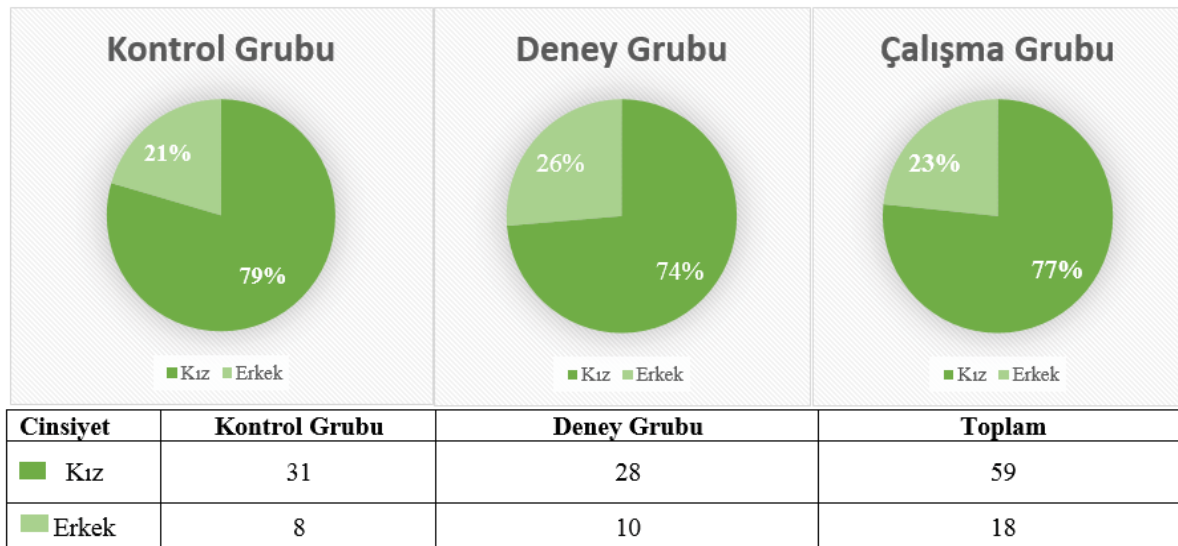 Kontrol Grubu
21%
79%
Kız Erkek
Deney Grubu
26%
74%
Kız Erkek
Çalışma Grubu
23%
77%
Kız Erkek
Cinsiyet Kontrol Grubu Deney Grubu Toplam
Kız 31 28 59
Erkek 8 10 18